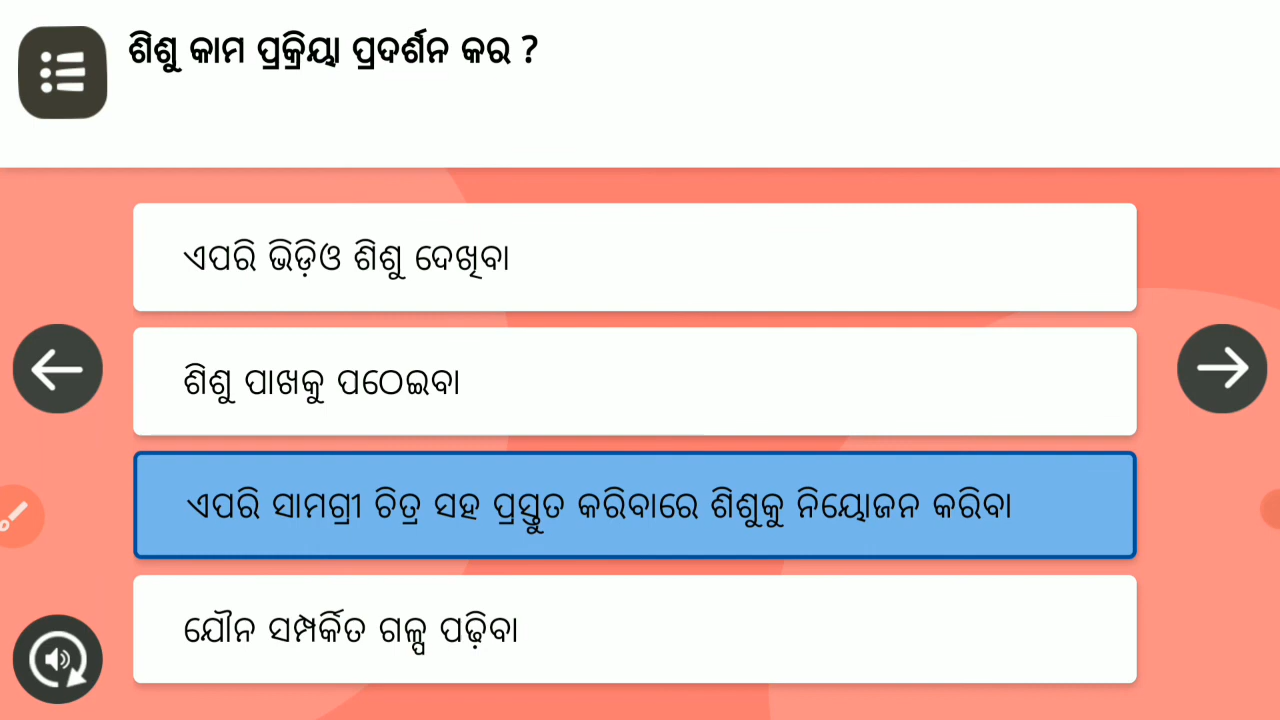 ଶିଶୁ କାମ ପ୍ରକ୍ରିୟା ପ୍ରଦର୍ଶନ କର ?
ଏପରି ଭିଡ଼ିଓ ଶିଶୁ ଦେଖିବା
ଶିଶୁ ପାଖକୁ ପଠେଇବା
ଏପରି ସାମଗ୍ରୀ ଚିତ୍ର ସହ ପ୍ରସ୍ତୁତ କରିବାରେ ଶିଶୁକୁ ନିୟୋଜନ କରିବା
ଯୌନ ସମ୍ପର୍କିତ ଗଳ୍ପ ପଢ଼ିବା